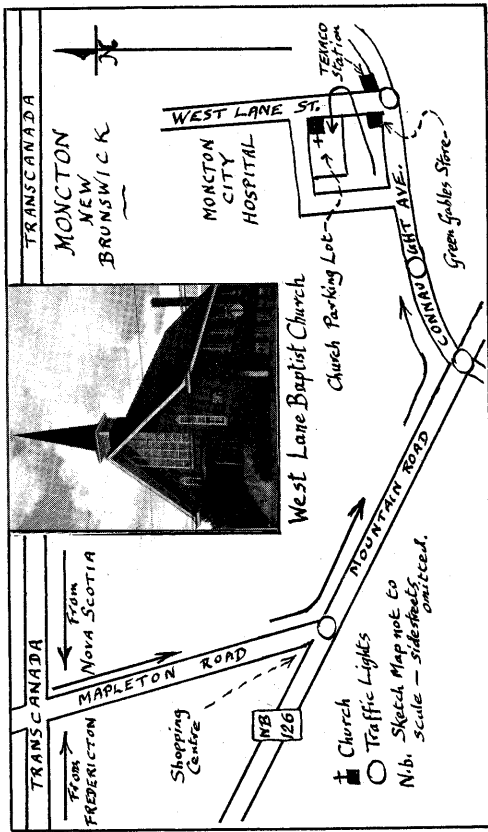 TRANSCANADA
From
FREDERICTON
From
NOVA SCOTIA
MAPLETON ROAD
Shopping
Centre
NB
126
Church
Traffic Lights
N.b. Sketch Map not to
scale – Sidestreets
omitted.
MOUNTAIN ROAD
West Lane Baptist Church
TRANSCANADA
MONCTON
NEW
BRUNSWICK
N
MONCTON
CITY
HOSPITAL
WEST LANE ST.
TEXACO
Station
Church Parking Lot
CONNAUGHT AVE.
Green Gables Store